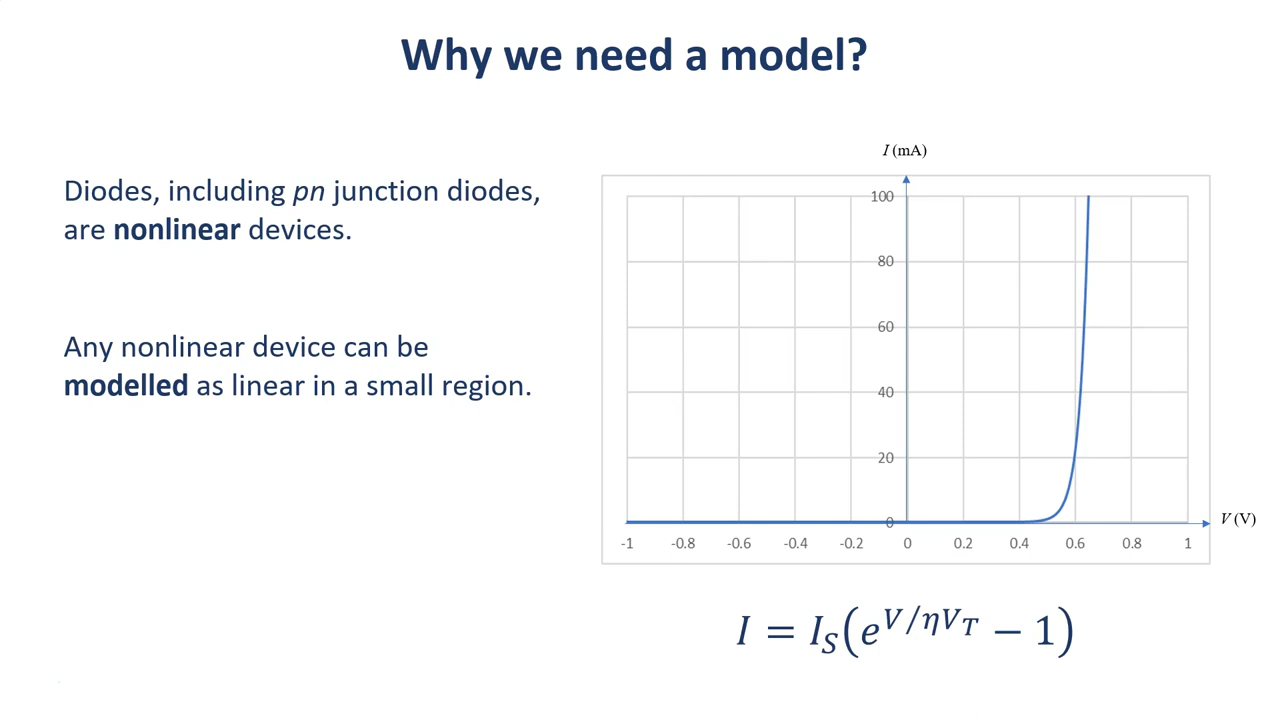 Why we need a model?
Diodes, including pn junction diodes,
are nonlinear devices.
Any nonlinear device can be
modelled as linear in a small region.
I (mA)
100
80
60
40
20
0
-1 -0.8 -0.6 -0.4 -0.2 0 0.2 0.4 0.6 0.8 1
V (V)
I = I_S(e^{V/ηV_T} − 1)